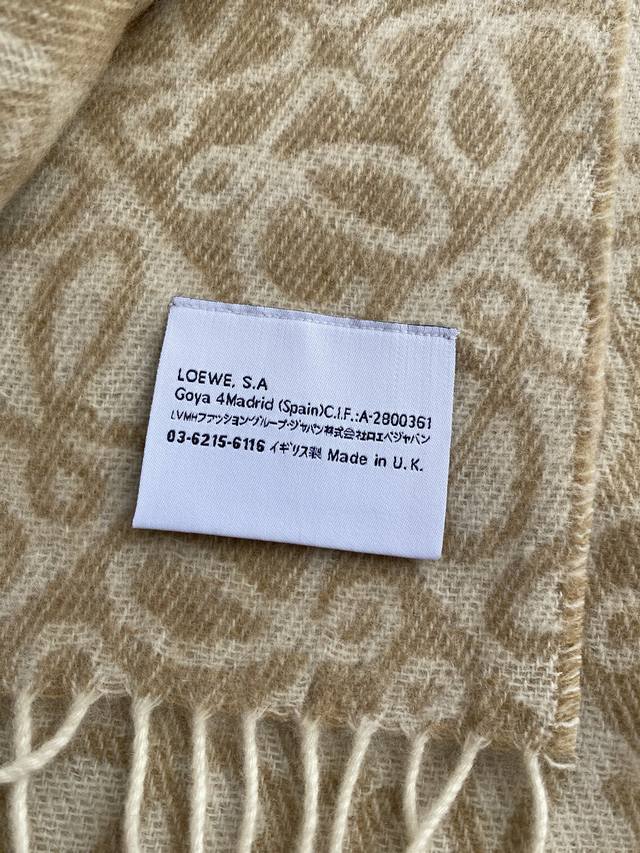 LOEWE, S.A
Goya 4Madrid (Spain)C.I.F.:A-2800361
LVMHファッション・グループ・ジャパン株式会社ロエベジャパン
03-6215-6116 イギリス製 Made in U.K.